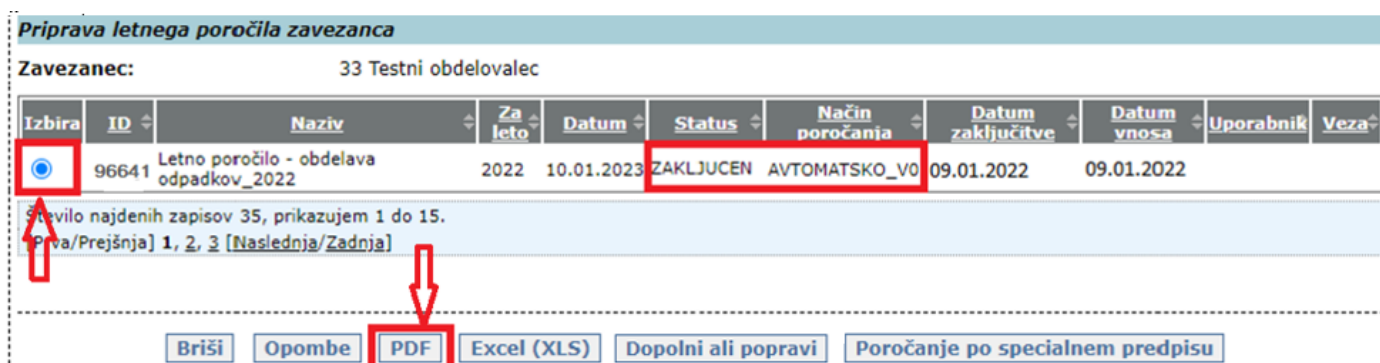 Priprava letnega poročila zavezanca
Zavezanec: 33 Testni obdelovalec
Izbira ID Naziv Za leto Datum Status Način poročanja Datum zaključitve Datum vnosa Uporabnik Veza
96641 Letno poročilo - obdelava odpadkov_2022 2022 10.01.2023 ZAKLJUCEN AVTOMATSKO_V0 09.01.2022 09.01.2022
Število najdenih zapisov 35, prikazujem 1 do 15.
[Prva/Prejšnja] 1, 2, 3 [Naslednja/Zadnja]
Briši Opombe PDF Excel (XLS) Dopolni ali popravi Poročanje po specialnem predpisu